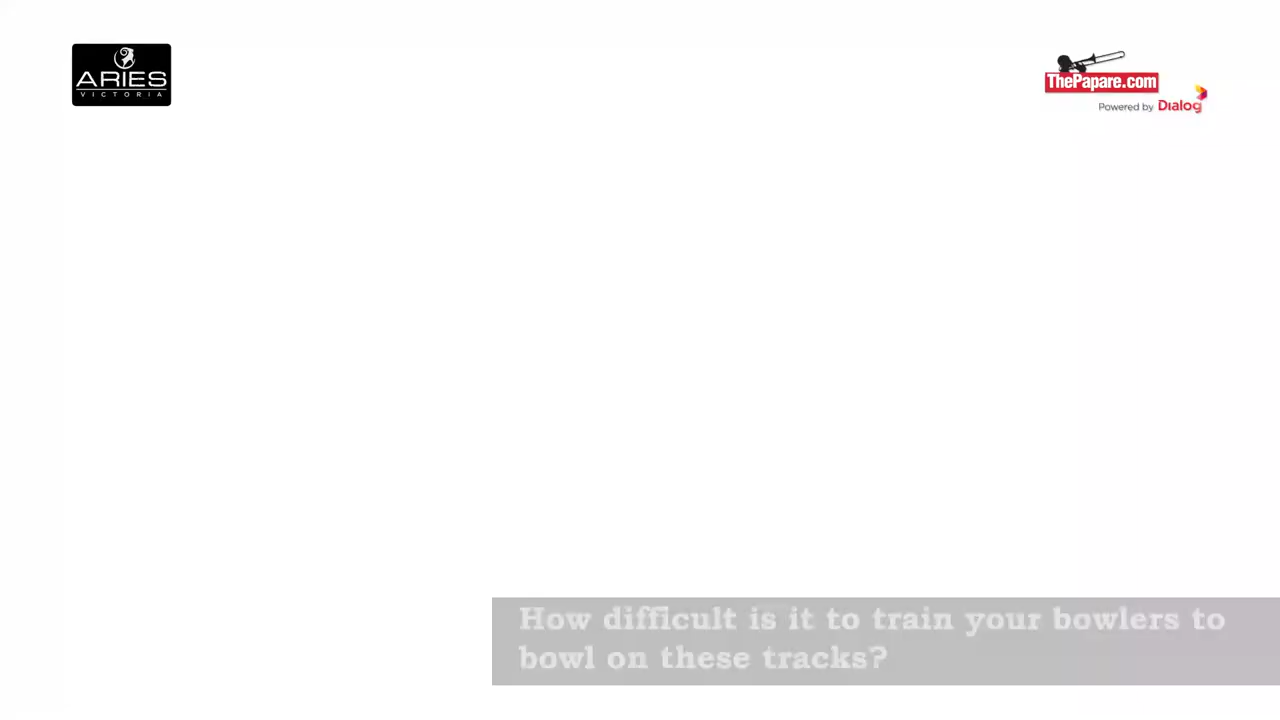 ARIES
VICTORIA
ThePapare.com
Powered by Dialog
How difficult is it to train your bowlers to
bowl on these tracks?